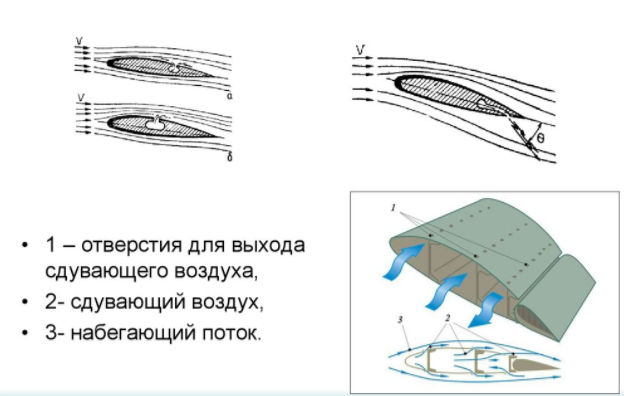 V
а
V
б
V
θ
• 1 – отверстия для выхода
сдувающего воздуха,
• 2- сдувающий воздух,
• 3- набегающий поток.
1
3
2